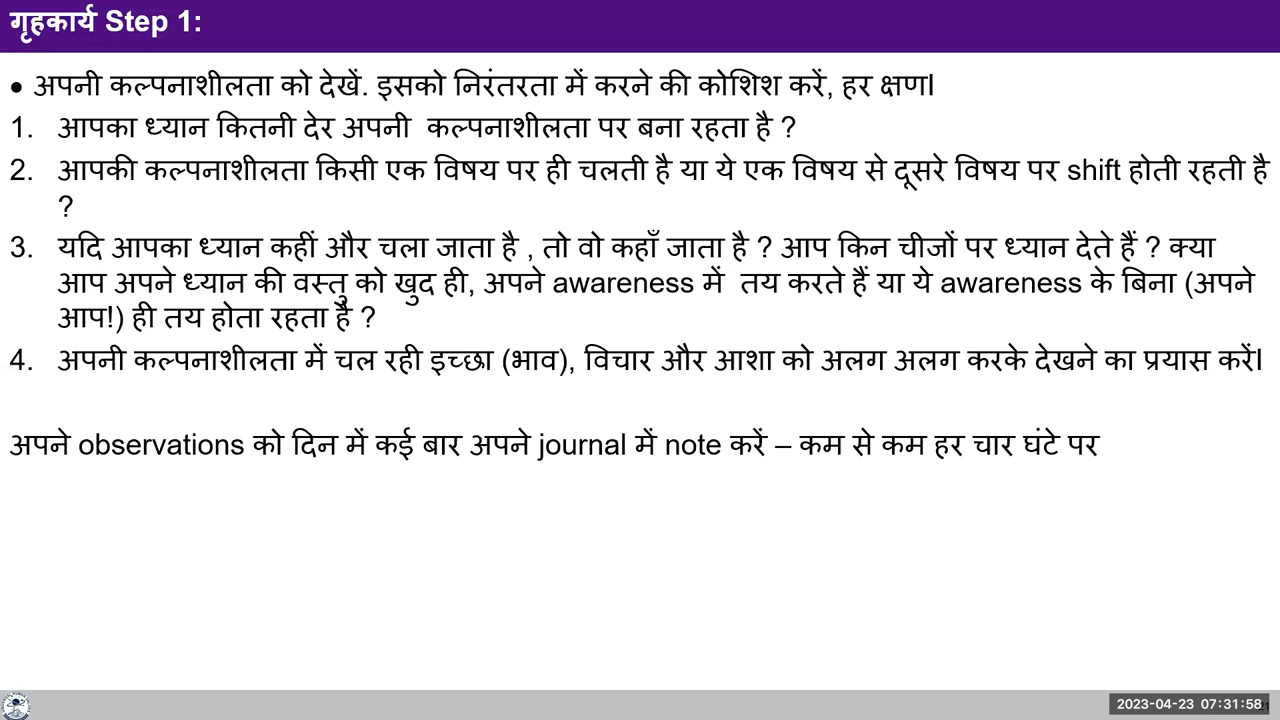 गृहकार्य Step 1:
• अपनी कल्पनाशीलता को देखें. इसको निरंतरता में करने की कोशिश करें, हर क्षण।
1. आपका ध्यान कितनी देर अपनी कल्पनाशीलता पर बना रहता है ?
2. आपकी कल्पनाशीलता किसी एक विषय पर ही चलती है या ये एक विषय से दूसरे विषय पर shift होती रहती है
?
3. यदि आपका ध्यान कहीं और चला जाता है , तो वो कहाँ जाता है ? आप किन चीजों पर ध्यान देते हैं ? क्या
आप अपने ध्यान की वस्तु को खुद ही, अपने awareness में तय करते हैं या ये awareness के बिना (अपने
आप!) ही तय होता रहता है ?
4. अपनी कल्पनाशीलता में चल रही इच्छा (भाव), विचार और आशा को अलग अलग करके देखने का प्रयास करें।
अपने observations को दिन में कई बार अपने journal में note करें – कम से कम हर चार घंटे पर
2023-04-23 07:31:58